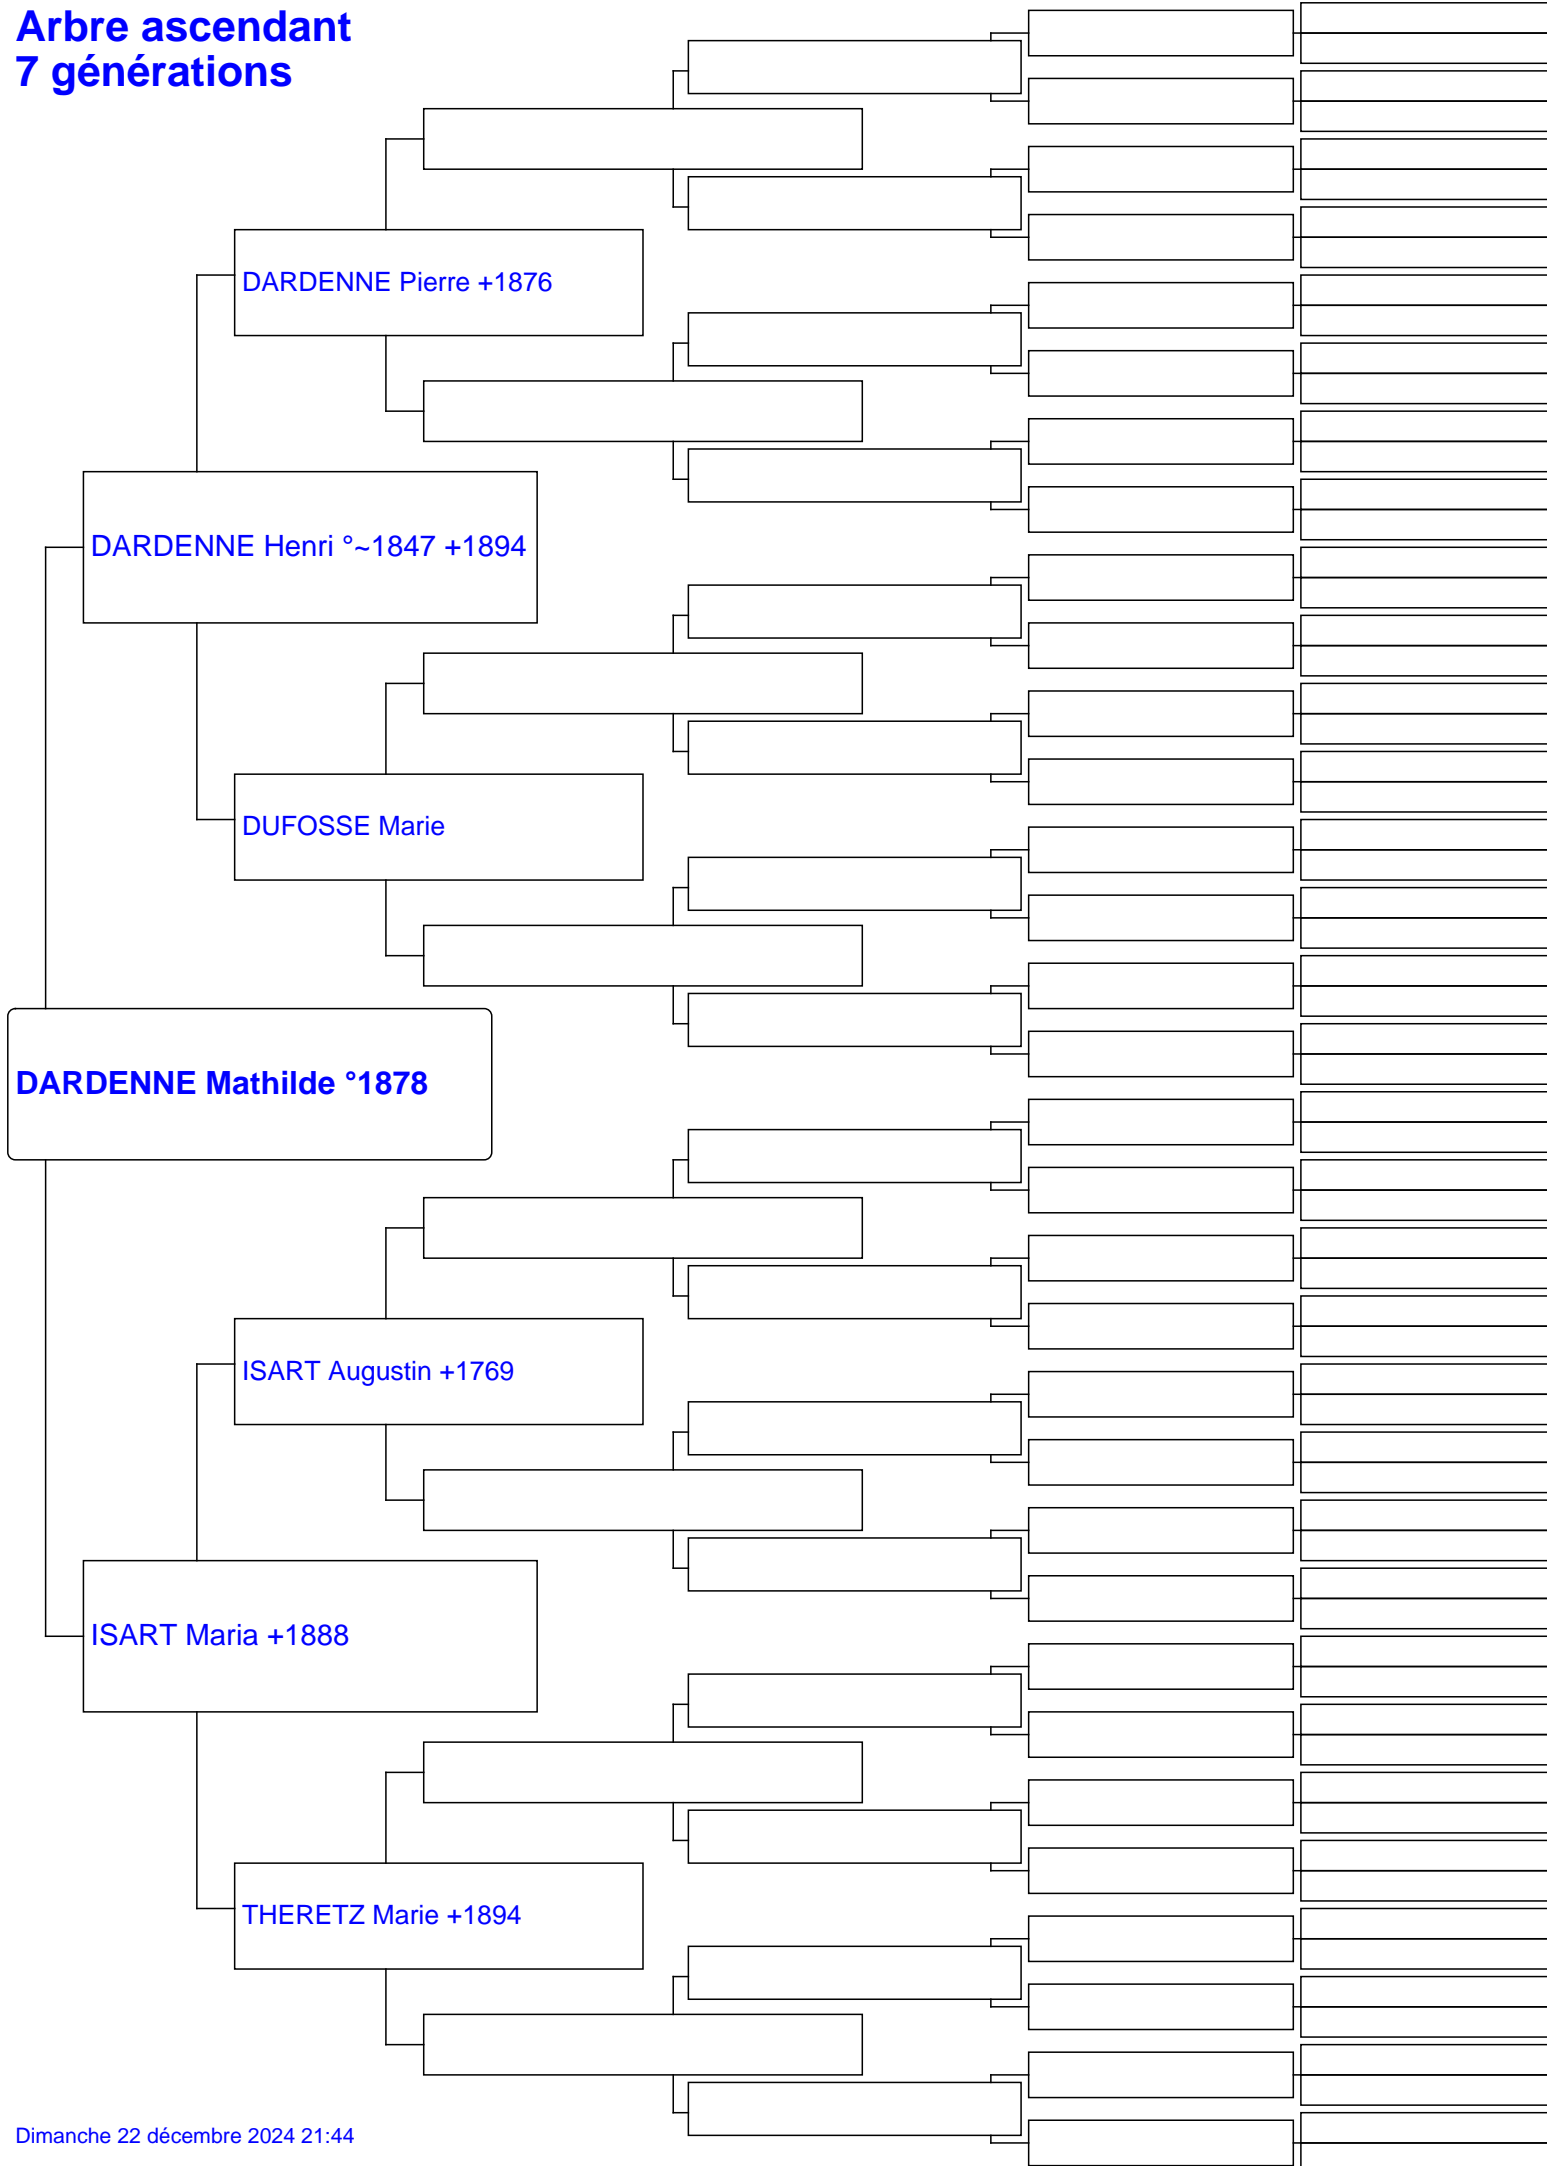 Arbre ascendant
7 générations
DARDENNE Pierre +1876
DARDENNE Henri °~1847 +1894
DUFOSSE Marie
DARDENNE Mathilde °1878
ISART Augustin +1769
ISART Maria +1888
THERETZ Marie +1894
Dimanche 22 décembre 2024 21:44